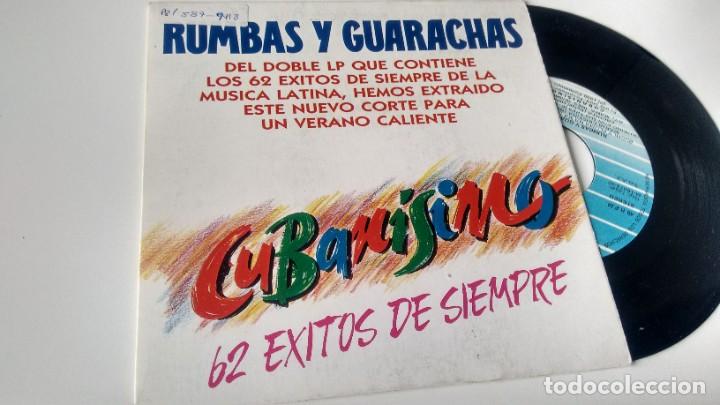 RUMBAS Y GUARACHAS
DEL DOBLE LP QUE CONTIENE
LOS 62 EXITOS DE SIEMPRE DE LA
MUSICA LATINA, HEMOS EXTRAIDO
ESTE NUEVO CORTE PARA
UN VERANO CALIENTE
CuBanísimo
62 EXITOS DE SIEMPRE
todocoleccion